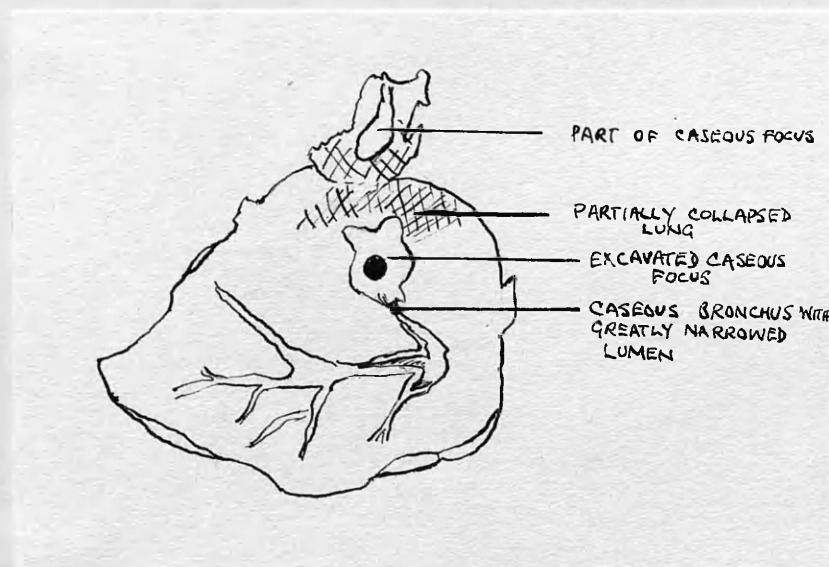 PART OF CASEOUS FOCUS
PARTIALLY COLLAPSED
LUNG
EXCAVATED CASEOUS
FOCUS
CASEOUS BRONCHUS WITH
GREATLY NARROWED
LUMEN